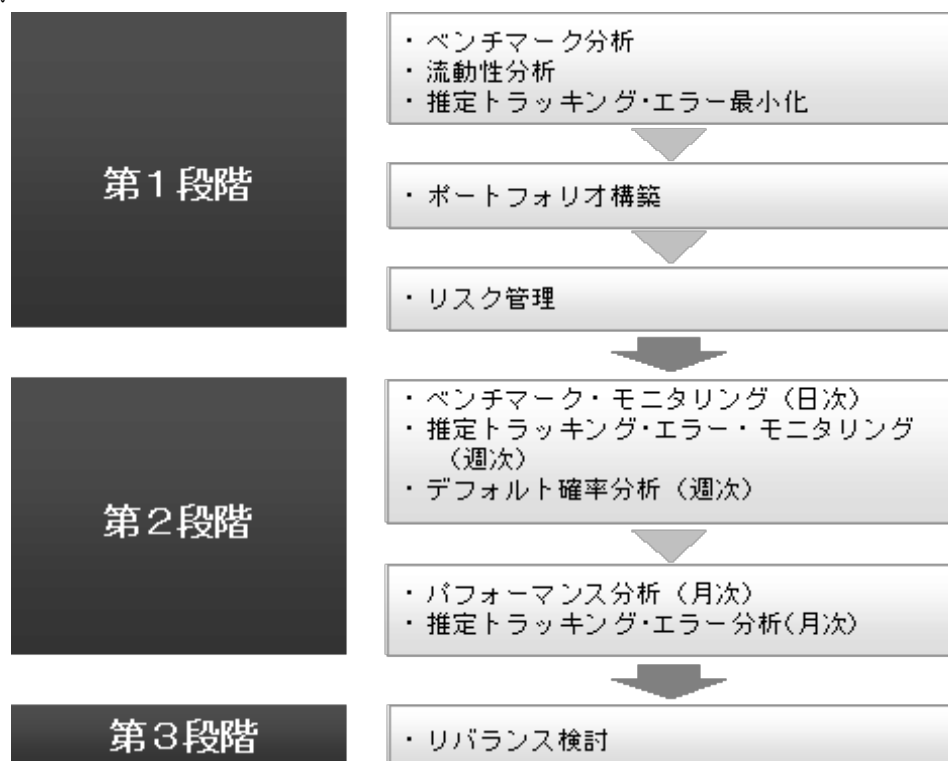 第１段階
・ベンチマーク分析
・流動性分析
・推定トラッキング・エラー最小化
・ポートフォリオ構築
・リスク管理
第２段階
・ベンチマーク・モニタリング（日次）
・推定トラッキング・エラー・モニタリング
（週次）
・デフォルト確率分析（週次）
・パフォーマンス分析（月次）
・推定トラッキング・エラー分析(月次)
第３段階
・リバランス検討